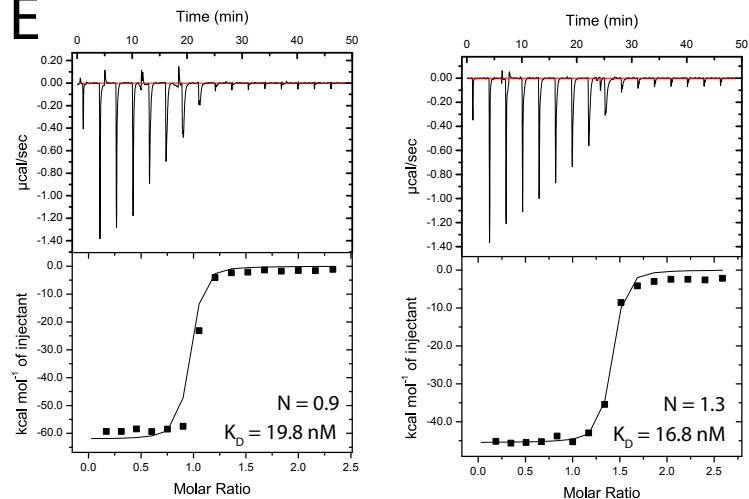 E
Time (min)
0 10 20 30 40 50
0.20
0.00
-0.20
-0.40
-0.60
-0.80
-1.00
-1.20
-1.40
µcal/sec
0.0
-10.0
-20.0
-30.0
-40.0
-50.0
-60.0
kcal mol⁻¹ of injectant
N = 0.9
K_D = 19.8 nM
0.0 0.5 1.0 1.5 2.0 2.5
Molar Ratio
Time (min)
0 10 20 30 40 50
0.00
-0.20
-0.40
-0.60
-0.80
-1.00
-1.20
-1.40
µcal/sec
0.0
-10.0
-20.0
-30.0
-40.0
kcal mol⁻¹ of injectant
N = 1.3
K_D = 16.8 nM
0.0 0.5 1.0 1.5 2.0 2.5
Molar Ratio